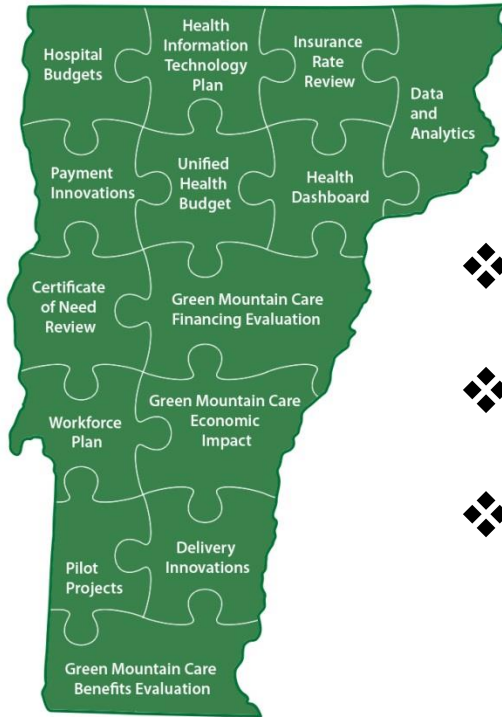 Hospital
Budgets
Health
Information
Technology
Plan
Insurance
Rate
Review
Data
and
Analytics
Payment
Innovations
Unified
Health
Budget
Health
Dashboard
Certificate
of Need
Review
Green Mountain Care
Financing Evaluation
Workforce
Plan
Green Mountain Care
Economic
Impact
Pilot
Projects
Delivery
Innovations
Green Mountain Care
Benefits Evaluation